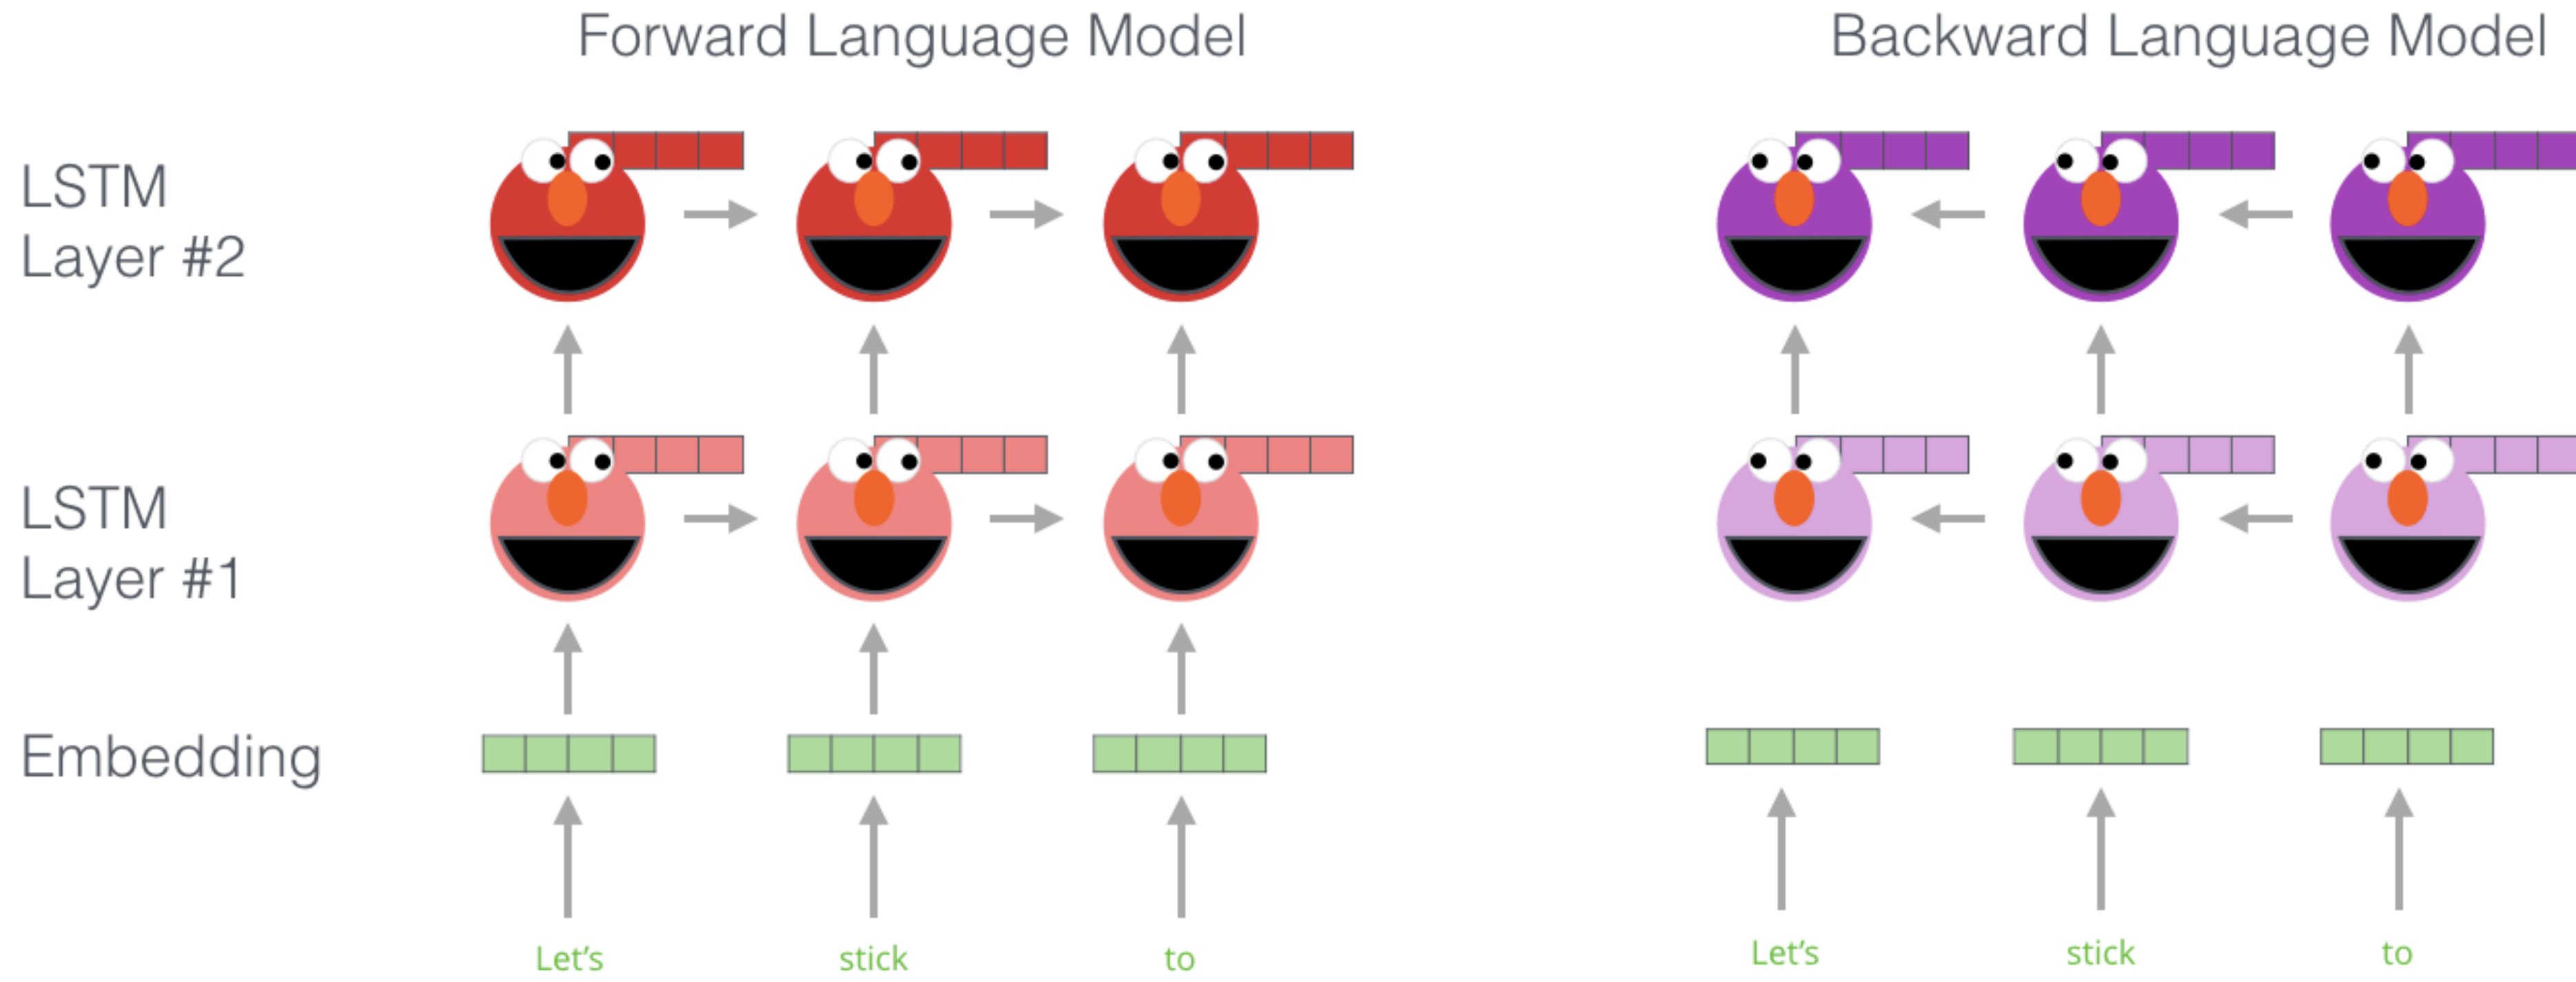 Forward Language Model
Backward Language Model
LSTM
Layer #2
LSTM
Layer #1
Embedding
Let’s stick to
Let’s stick to